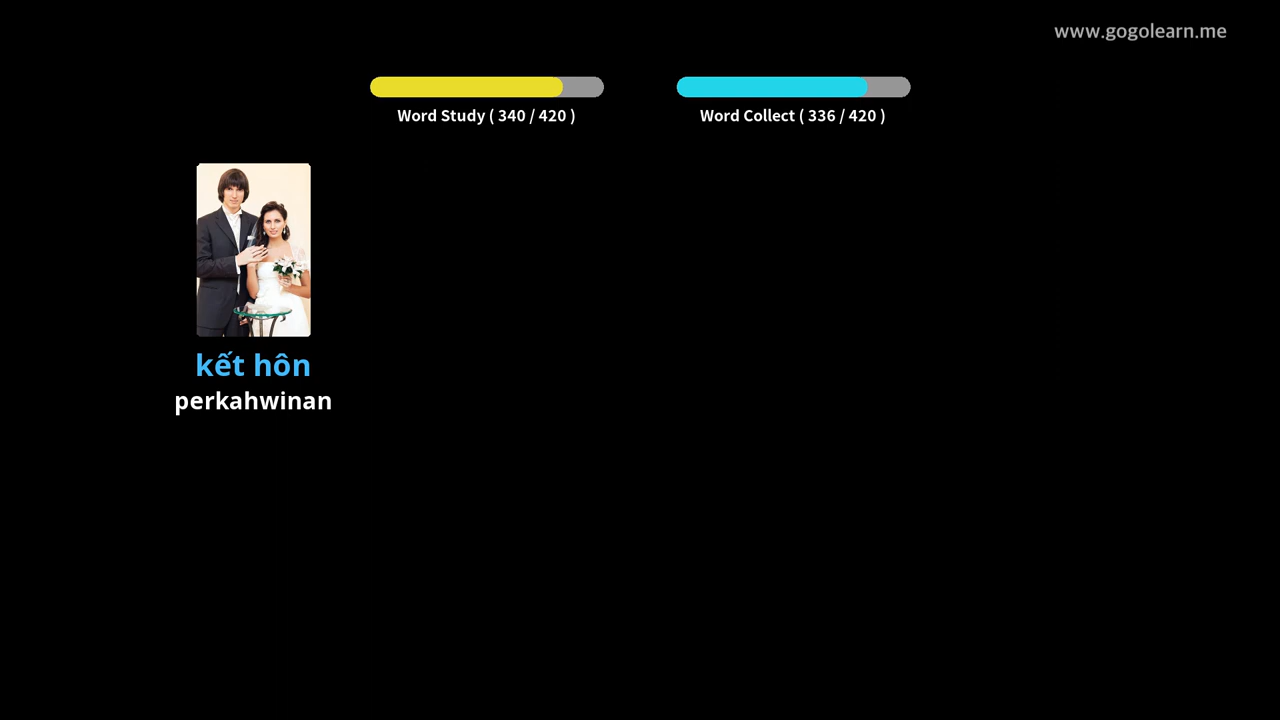 www.gogolearn.me
Word Study ( 340 / 420 )
Word Collect ( 336 / 420 )
kết hôn
perkahwinan